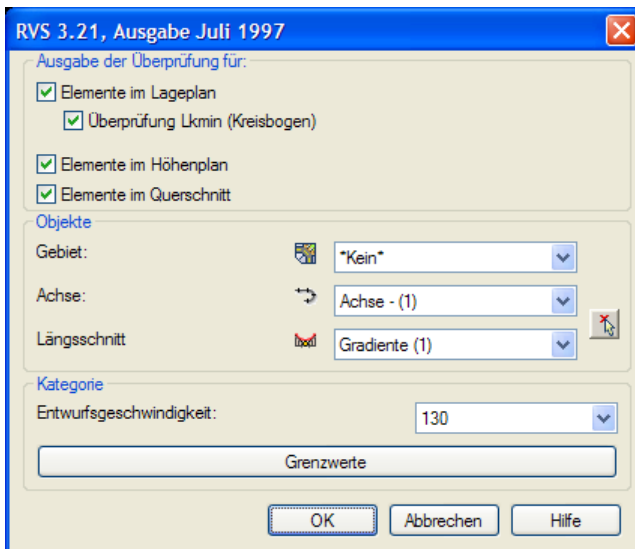 RVS 3.21, Ausgabe Juli 1997
Ausgabe der Überprüfung für:
Elemente im Lageplan
Überprüfung Lkmin (Kreisbogen)
Elemente im Höhenplan
Elemente im Querschnitt
Objekte
Gebiet: *Kein*
Achse: Achse - (1)
Längsschnitt Gradiente (1)
Kategorie
Entwurfsgeschwindigkeit: 130
Grenzwerte
OK Abbrechen Hilfe